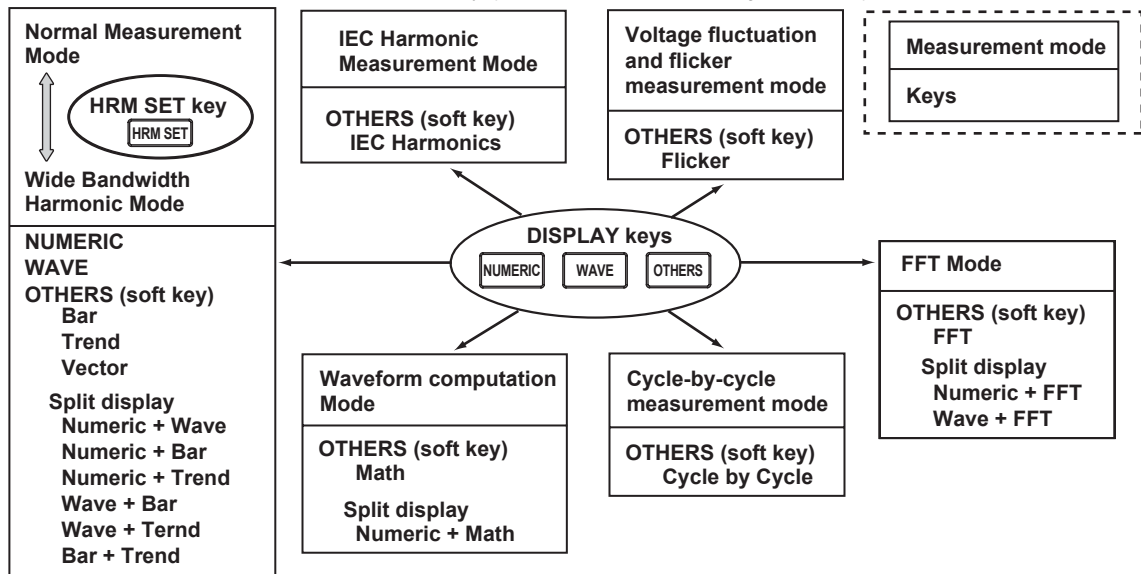 Normal Measurement
Mode
HRM SET key
HRM SET
Wide Bandwidth
Harmonic Mode
NUMERIC
WAVE
OTHERS (soft key)
Bar
Trend
Vector
Split display
Numeric + Wave
Numeric + Bar
Numeric + Trend
Wave + Bar
Wave + Ternd
Bar + Trend
IEC Harmonic
Measurement Mode
OTHERS (soft key)
IEC Harmonics
Voltage fluctuation
and flicker
measurement mode
OTHERS (soft key)
Flicker
Measurement mode
Keys
DISPLAY keys
NUMERIC WAVE OTHERS
Waveform computation
Mode
OTHERS (soft key)
Math
Split display
Numeric + Math
Cycle-by-cycle
measurement mode
OTHERS (soft key)
Cycle by Cycle
FFT Mode
OTHERS (soft key)
FFT
Split display
Numeric + FFT
Wave + FFT